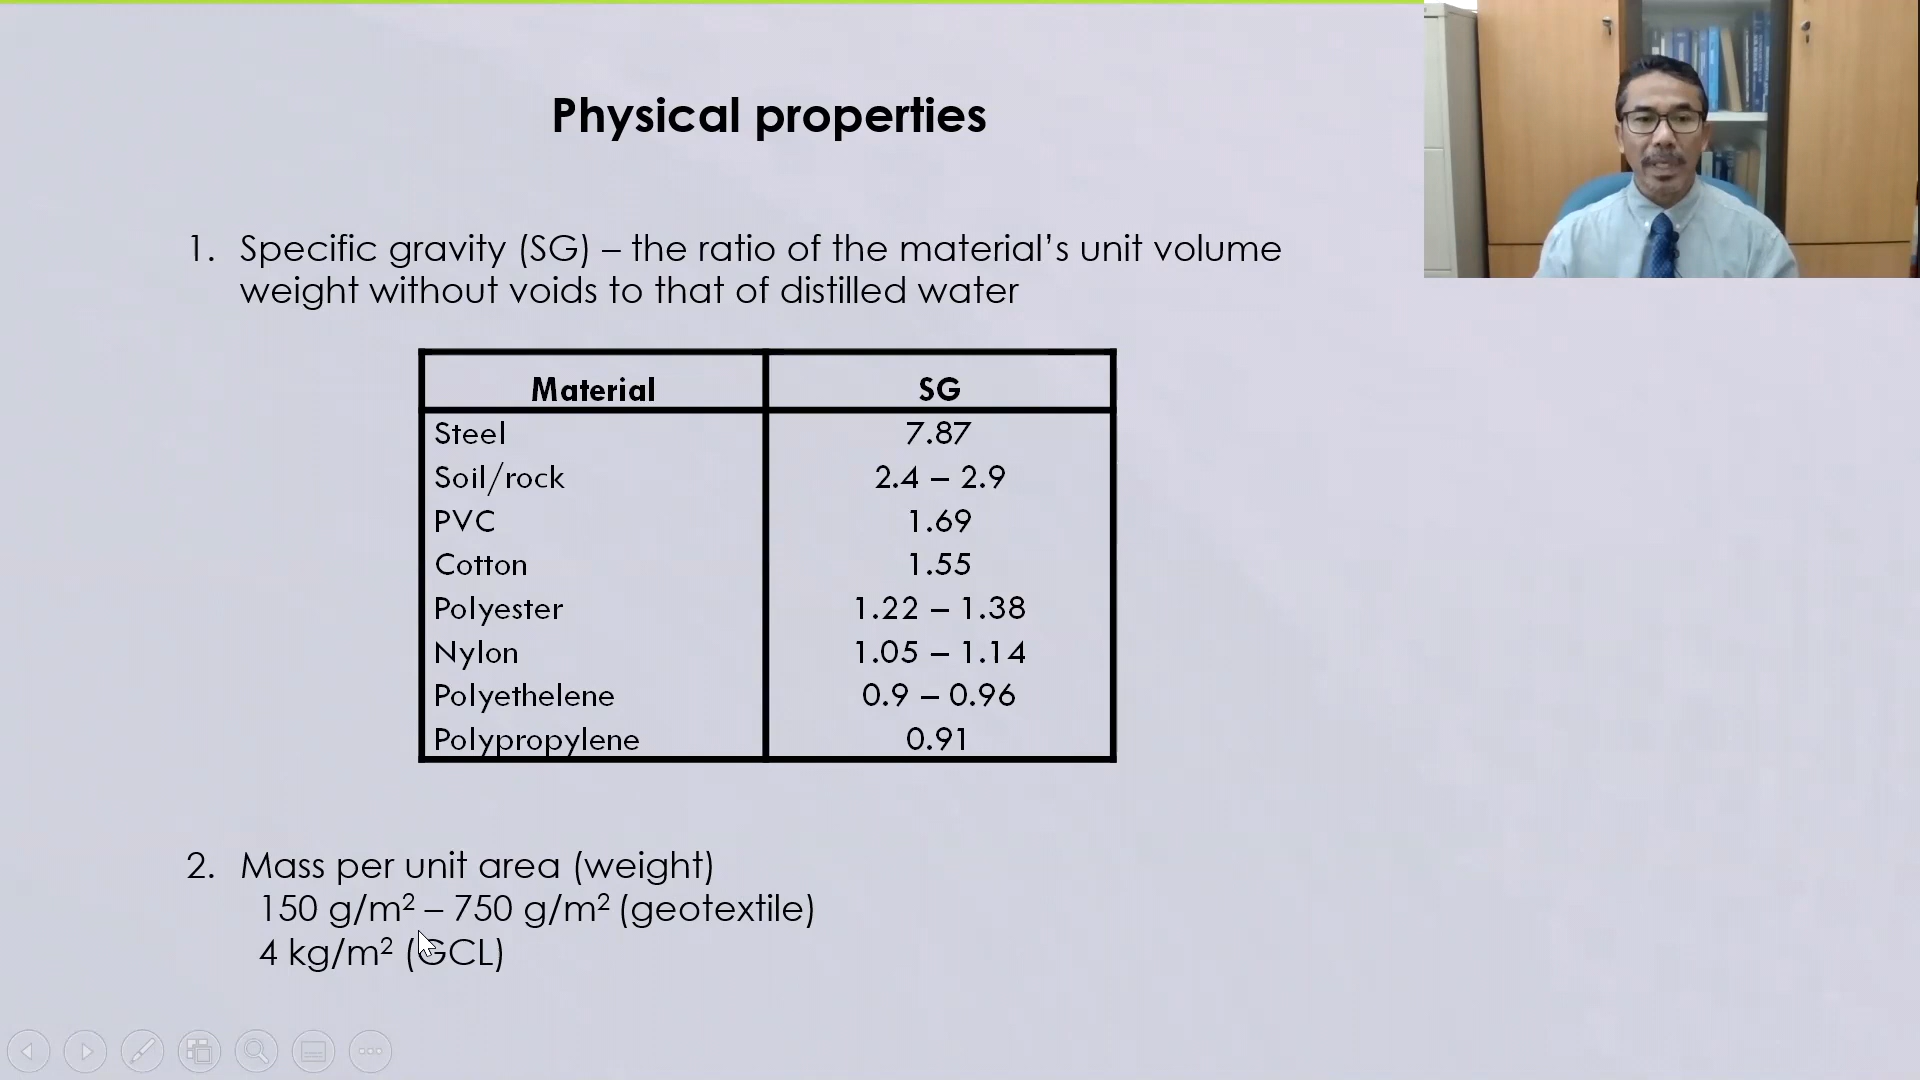 Physical properties
1. Specific gravity (SG) – the ratio of the material’s unit volume
weight without voids to that of distilled water
Material SG
Steel 7.87
Soil/rock 2.4 – 2.9
PVC 1.69
Cotton 1.55
Polyester 1.22 – 1.38
Nylon 1.05 – 1.14
Polyethelene 0.9 – 0.96
Polypropylene 0.91
2. Mass per unit area (weight)
150 g/m² – 750 g/m² (geotextile)
4 kg/m² (GCL)